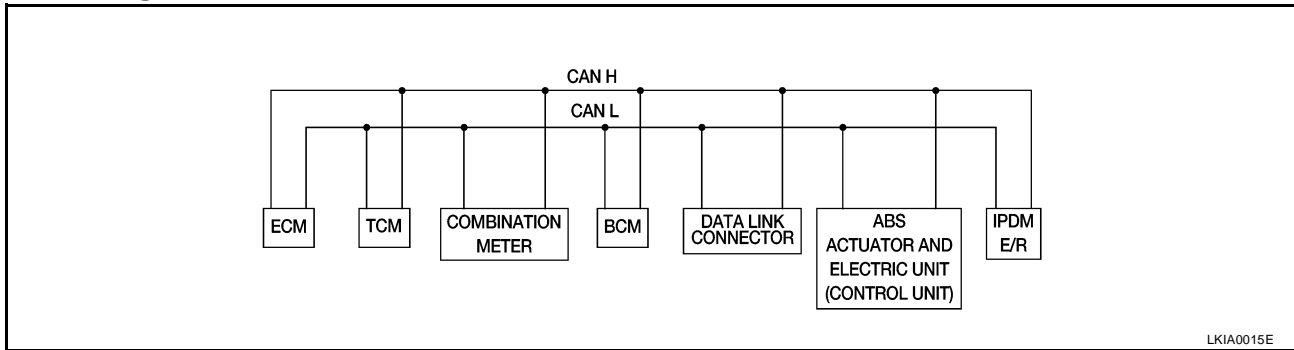 CAN H
CAN L
ECM
TCM
COMBINATION
METER
BCM
DATA LINK
CONNECTOR
ABS
ACTUATOR AND
ELECTRIC UNIT
(CONTROL UNIT)
IPDM
E/R
LKIA0015E